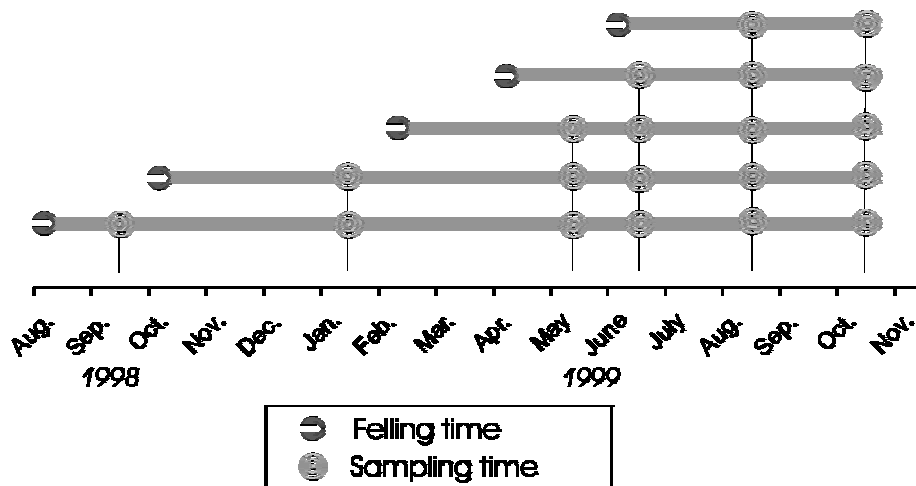 Aug. Sep. Oct. Nov. Dec. Jan. Feb. Mar. Apr. May June July Aug. Sep. Oct. Nov.
1998 1999
Felling time
Sampling time